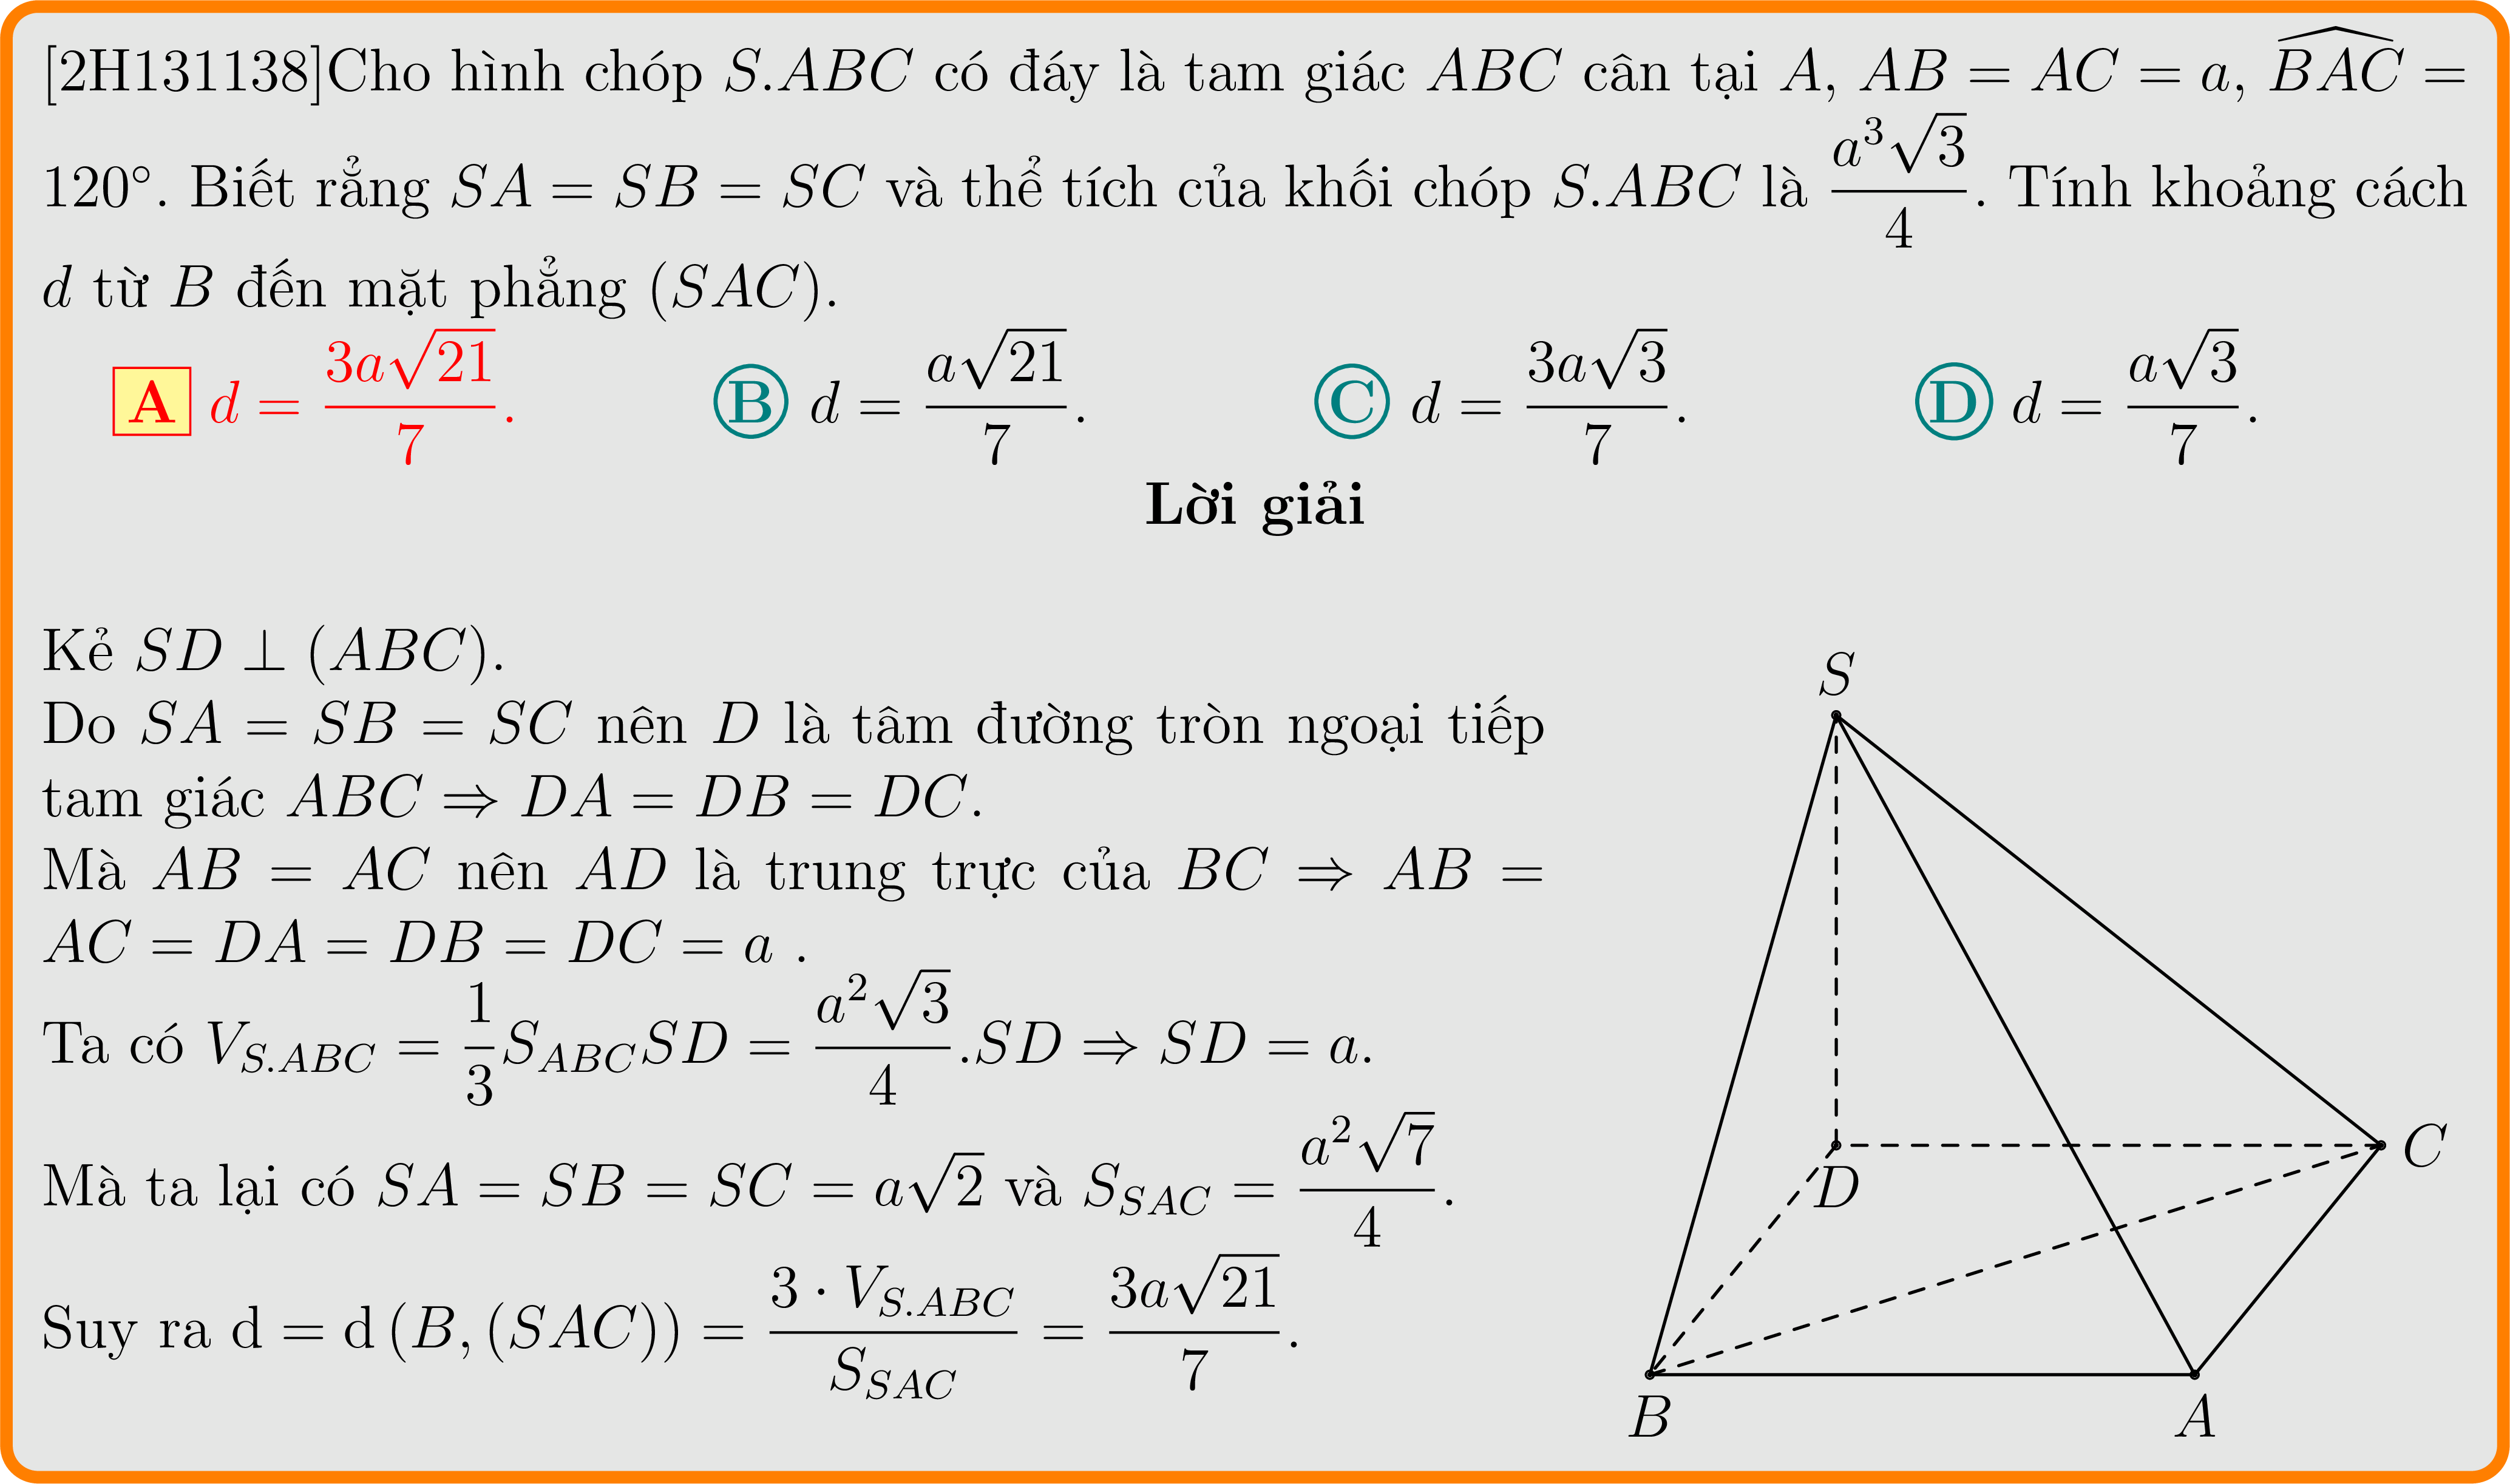 [2H131138]Cho hình chóp S.ABC có đáy là tam giác ABC cân tại A, AB = AC = a, $\widehat{BAC}$ =
120°. Biết rằng SA = SB = SC và thể tích của khối chóp S.ABC là $\frac{a^3\sqrt{3}}{4}$. Tính khoảng cách
d từ B đến mặt phẳng (SAC).
A d = $\frac{3a\sqrt{21}}{7}$. B d = $\frac{a\sqrt{21}}{7}$. C d = $\frac{3a\sqrt{3}}{7}$. D d = $\frac{a\sqrt{3}}{7}$.
Lời giải
Kẻ SD ⊥ (ABC).
Do SA = SB = SC nên D là tâm đường tròn ngoại tiếp
tam giác ABC ⇒ DA = DB = DC.
Mà AB = AC nên AD là trung trực của BC ⇒ AB =
AC = DA = DB = DC = a .
Ta có $V_{S.ABC} = \frac{1}{3}S_{ABC}SD = \frac{a^2\sqrt{3}}{4}.SD$ ⇒ SD = a.
Mà ta lại có SA = SB = SC = $a\sqrt{2}$ và $S_{SAC} = \frac{a^2\sqrt{7}}{4}$.
Suy ra d = d (B, (SAC)) = $\frac{3 \cdot V_{S.ABC}}{S_{SAC}} = \frac{3a\sqrt{21}}{7}$.
S
D
C
B
A